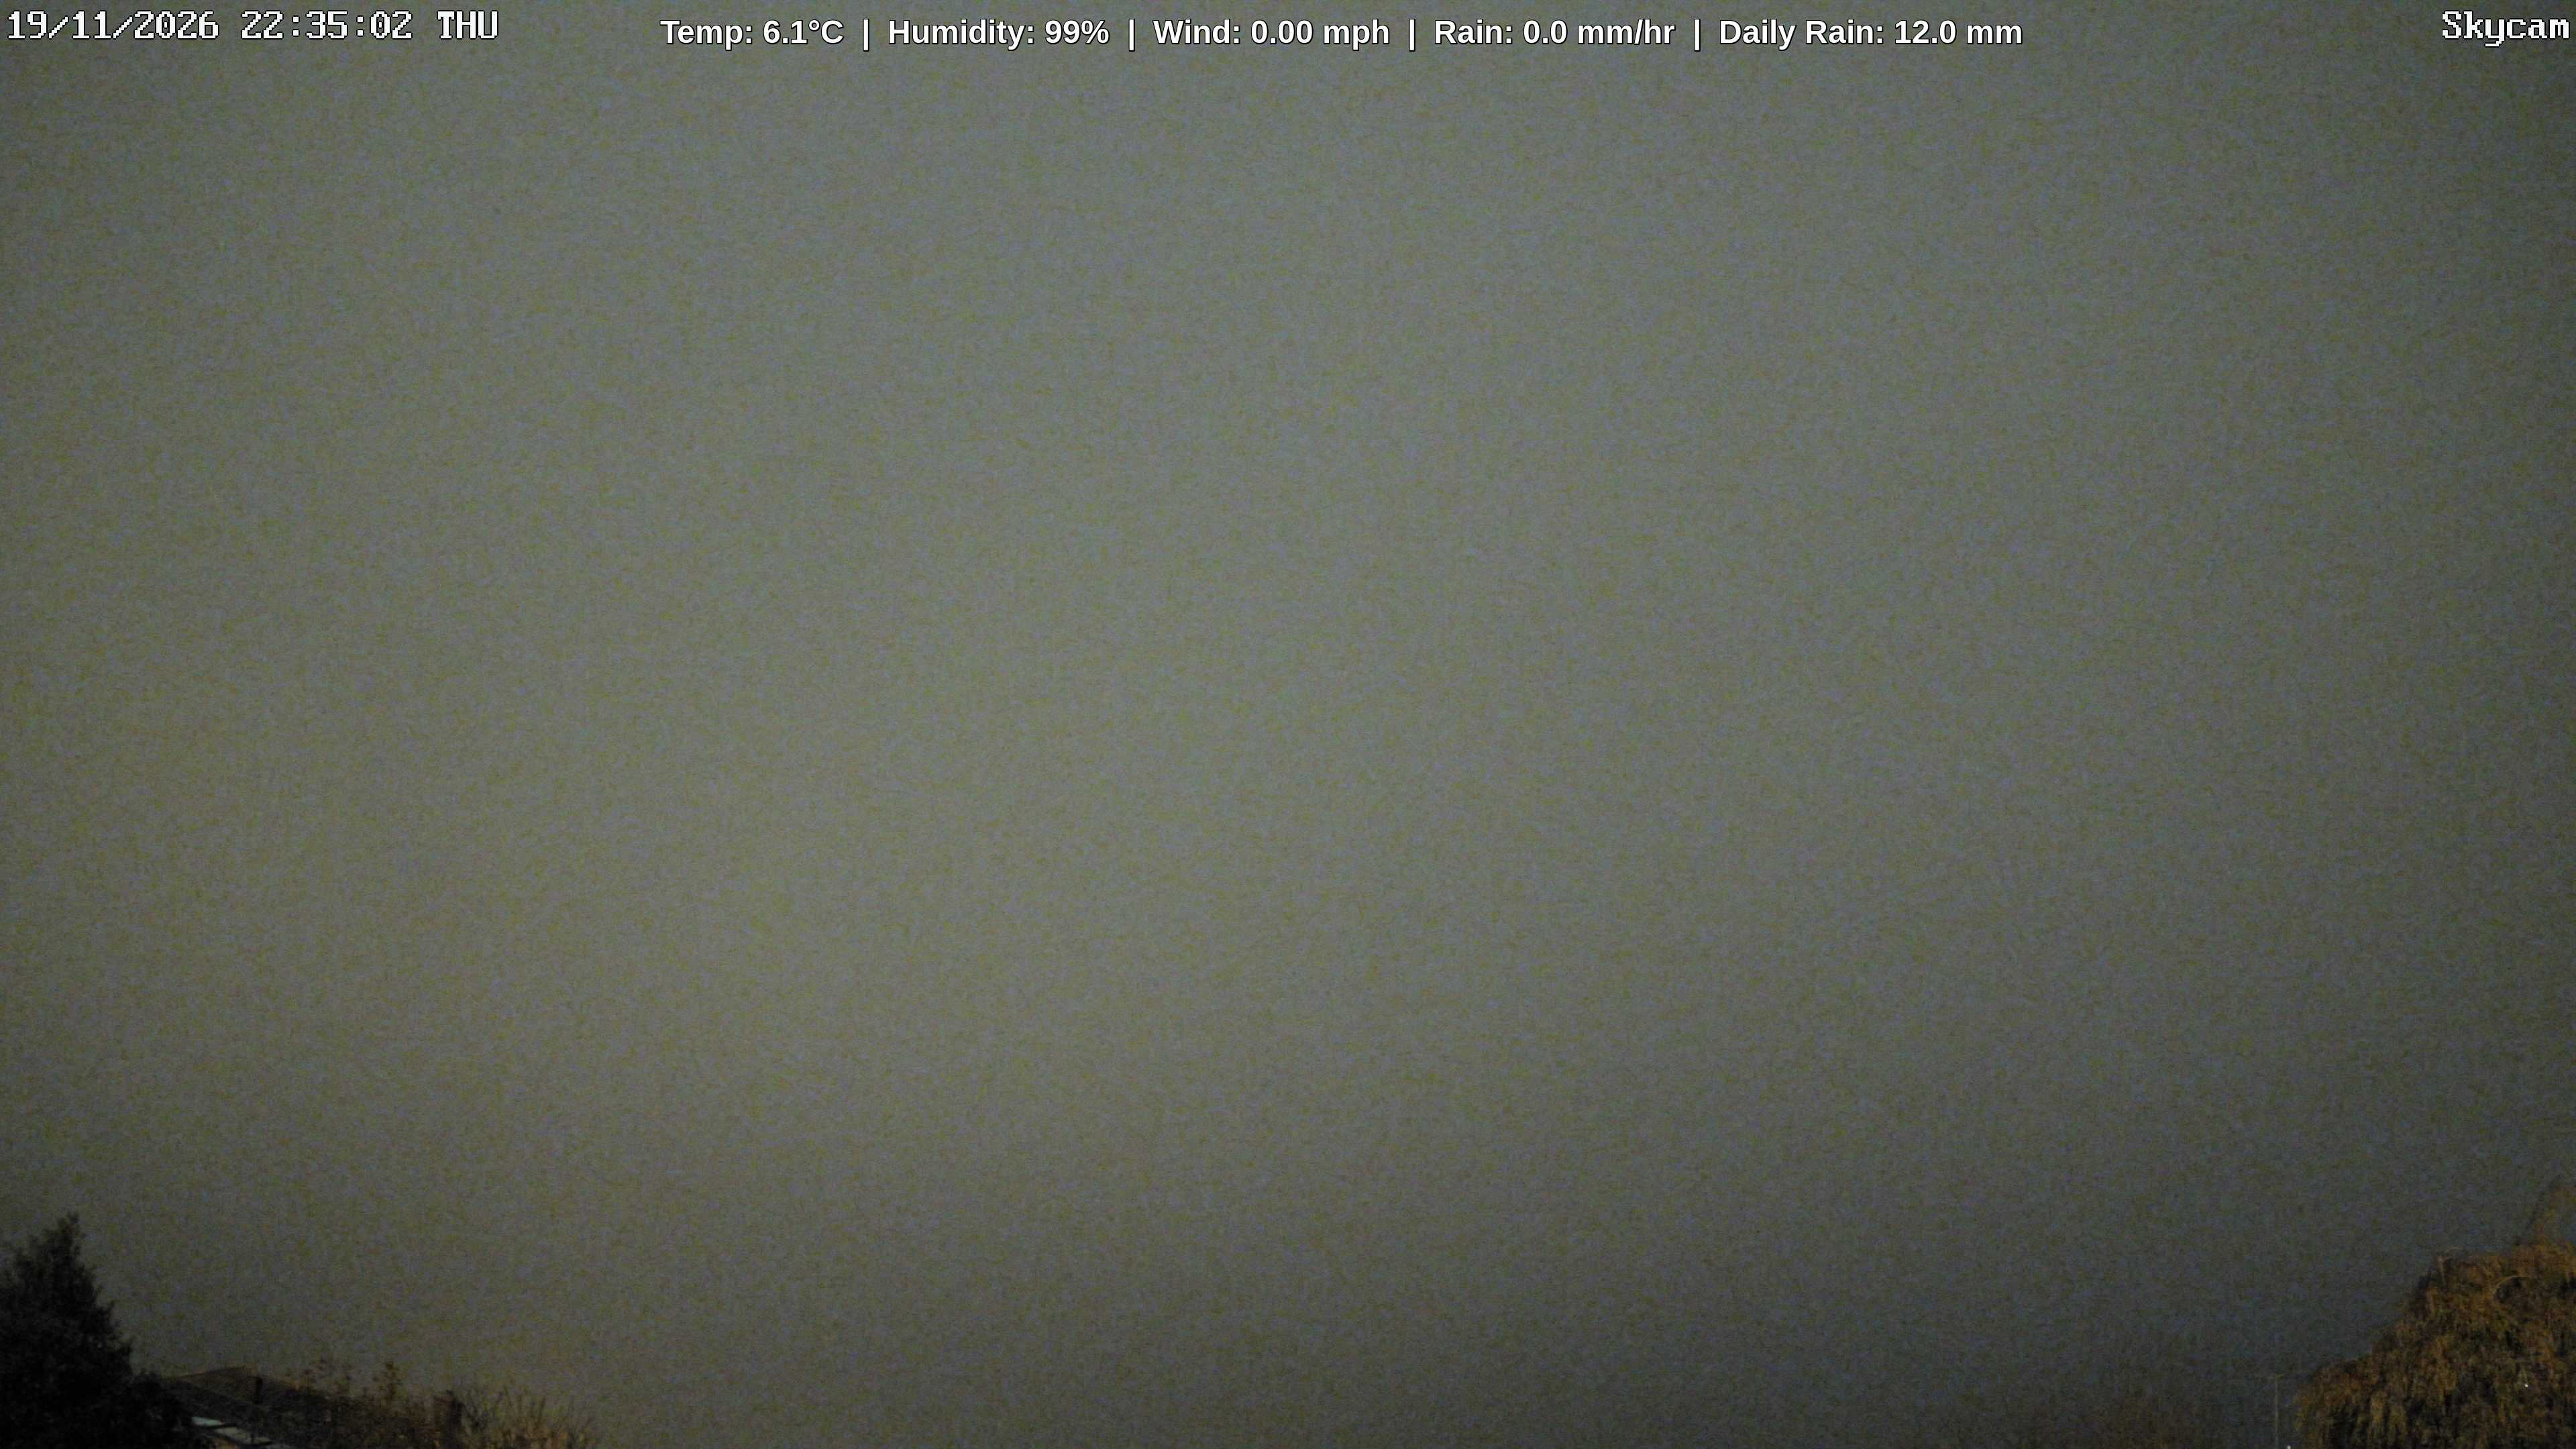 19/11/2026 22:35:02 THU
Temp: 6.1°C | Humidity: 99% | Wind: 0.00 mph | Rain: 0.0 mm/hr | Daily Rain: 12.0 mm
Skycam